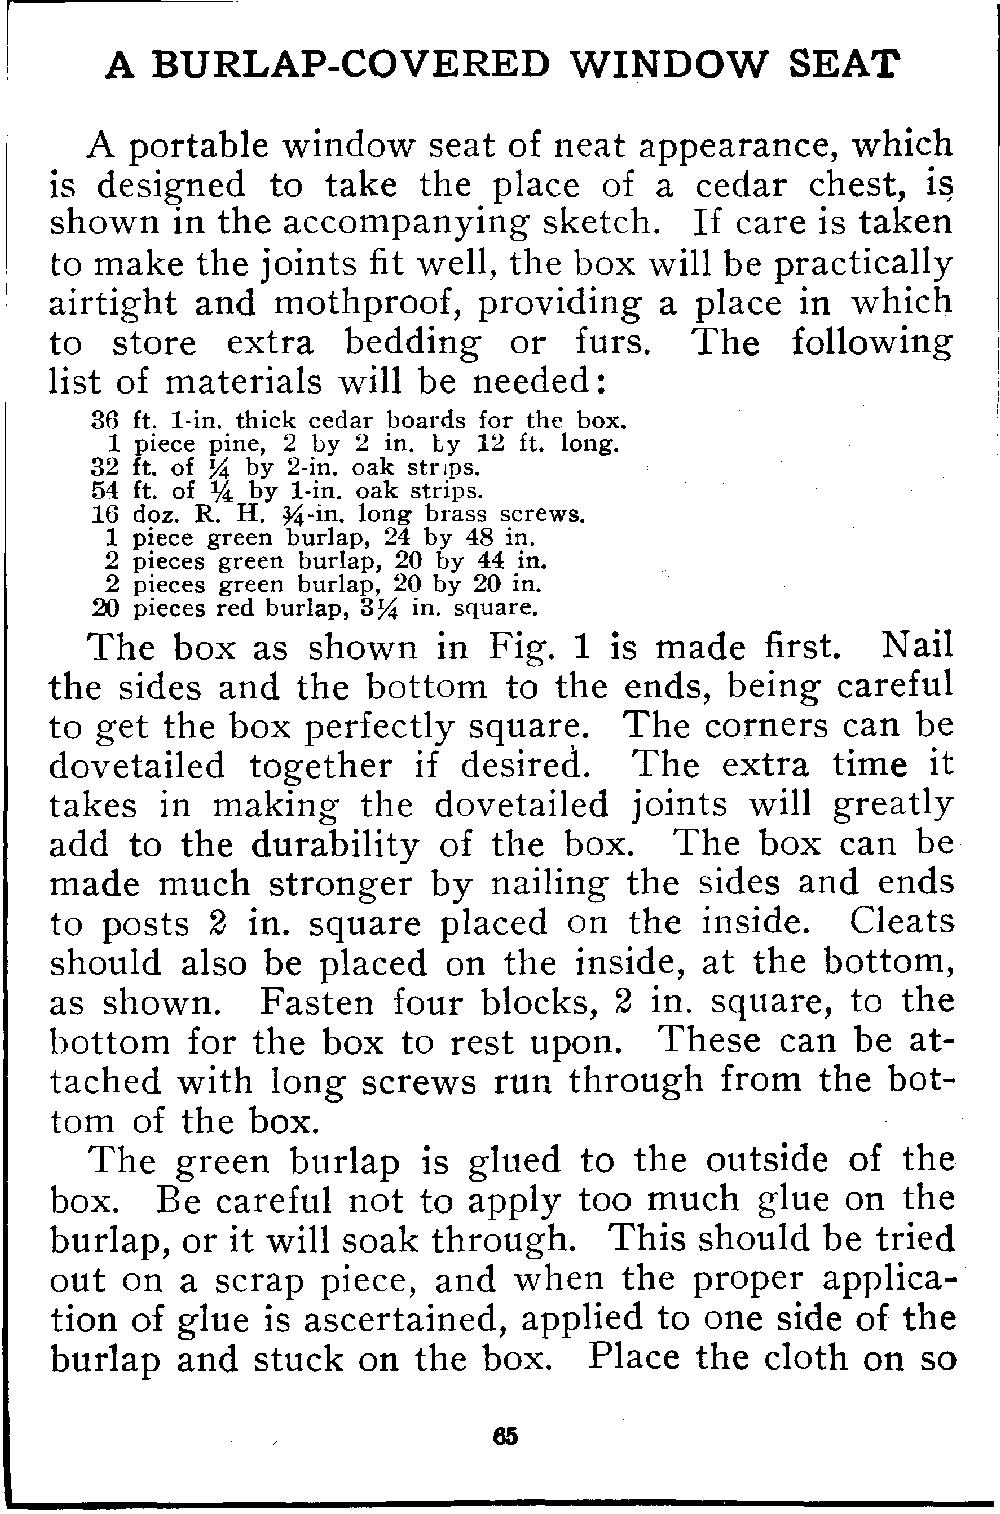 A BURLAP-COVERED WINDOW SEAT
A portable window seat of neat appearance, which
is designed to take the place of a cedar chest, is
shown in the accompanying sketch. If care is taken
to make the joints fit well, the box will be practically
airtight and mothproof, providing a place in which
to store extra bedding or furs. The following
list of materials will be needed:
36 ft. 1-in. thick cedar boards for the box.
1 piece pine, 2 by 2 in. by 12 ft. long.
32 ft. of ¼ by 2-in. oak strips.
54 ft. of ¼ by 1-in. oak strips.
16 doz. R. H. ¾-in. long brass screws.
1 piece green burlap, 24 by 48 in.
2 pieces green burlap, 20 by 44 in.
2 pieces green burlap, 20 by 20 in.
20 pieces red burlap, 3¼ in. square.
The box as shown in Fig. 1 is made first. Nail
the sides and the bottom to the ends, being careful
to get the box perfectly square. The corners can be
dovetailed together if desired. The extra time it
takes in making the dovetailed joints will greatly
add to the durability of the box. The box can be
made much stronger by nailing the sides and ends
to posts 2 in. square placed on the inside. Cleats
should also be placed on the inside, at the bottom,
as shown. Fasten four blocks, 2 in. square, to the
bottom for the box to rest upon. These can be at-
tached with long screws run through from the bot-
tom of the box.
The green burlap is glued to the outside of the
box. Be careful not to apply too much glue on the
burlap, or it will soak through. This should be tried
out on a scrap piece, and when the proper applica-
tion of glue is ascertained, applied to one side of the
burlap and stuck on the box. Place the cloth on so
65